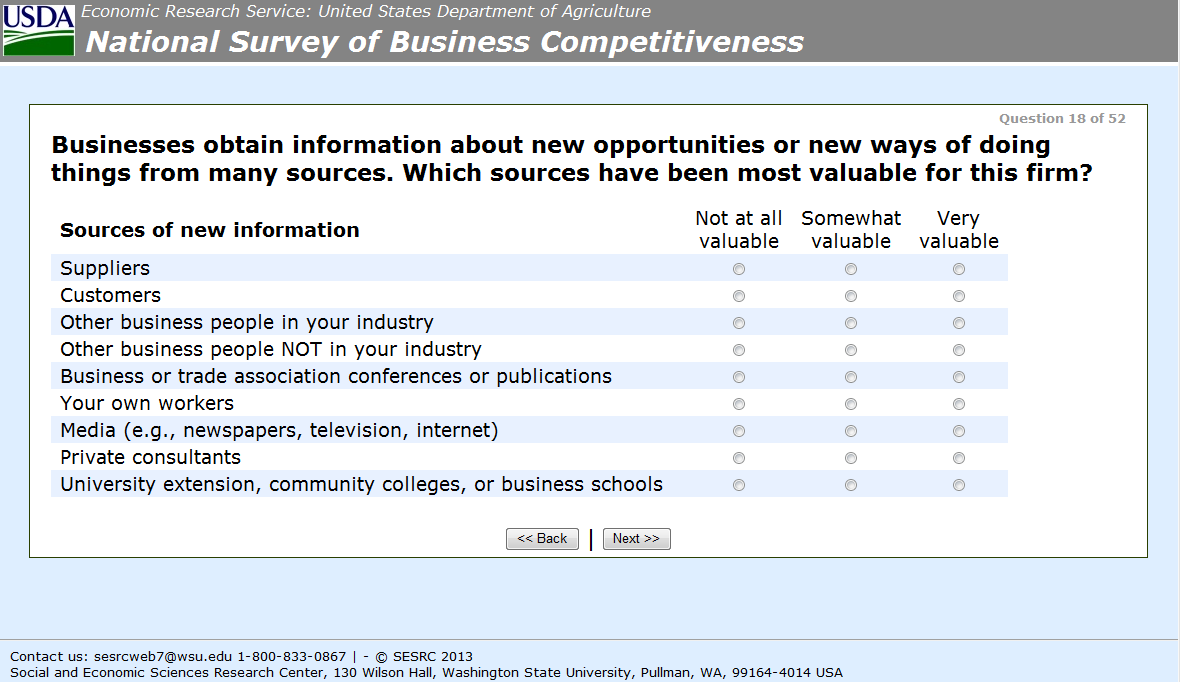 USDA
Economic Research Service: United States Department of Agriculture
National Survey of Business Competitiveness
Question 18 of 52
Businesses obtain information about new opportunities or new ways of doing
things from many sources. Which sources have been most valuable for this firm?
Sources of new information
Not at all valuable
Somewhat valuable
Very valuable
Suppliers
Customers
Other business people in your industry
Other business people NOT in your industry
Business or trade association conferences or publications
Your own workers
Media (e.g., newspapers, television, internet)
Private consultants
University extension, community colleges, or business schools
<< Back | Next >>
Contact us: sesrcweb7@wsu.edu 1-800-833-0867 | - © SESRC 2013
Social and Economic Sciences Research Center, 130 Wilson Hall, Washington State University, Pullman, WA, 99164-4014 USA